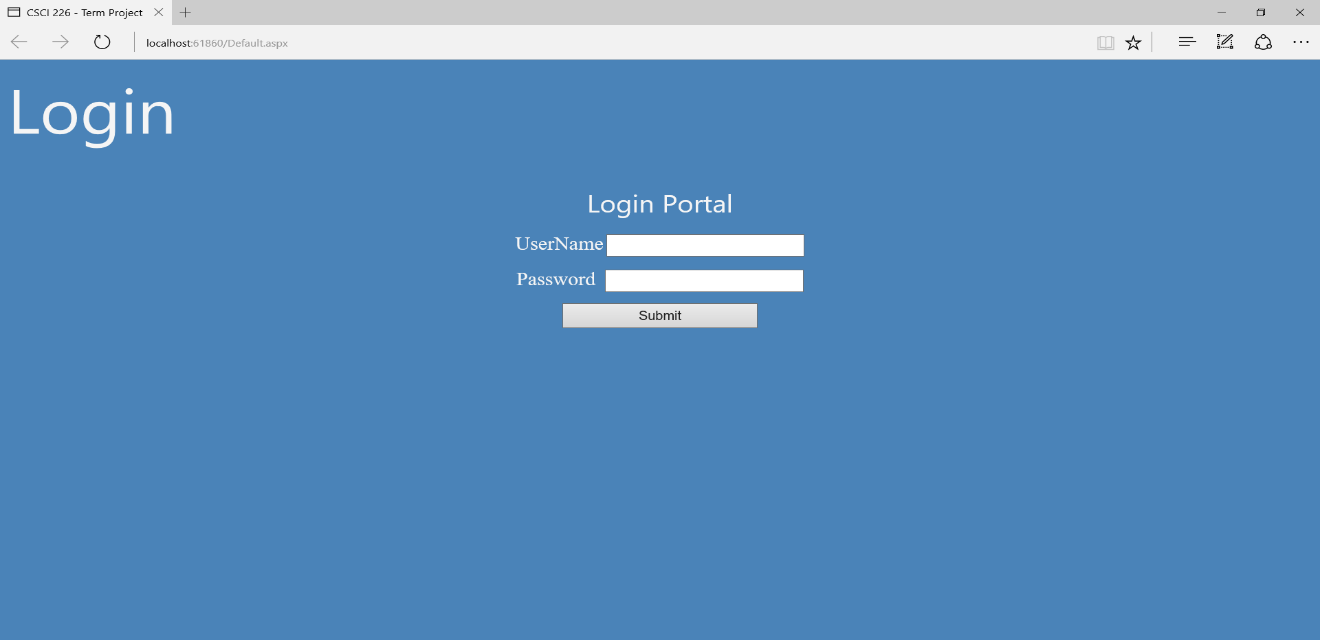 CSCI 226 - Term Project
localhost:61860/Default.aspx
Login
Login Portal
UserName
Password
Submit